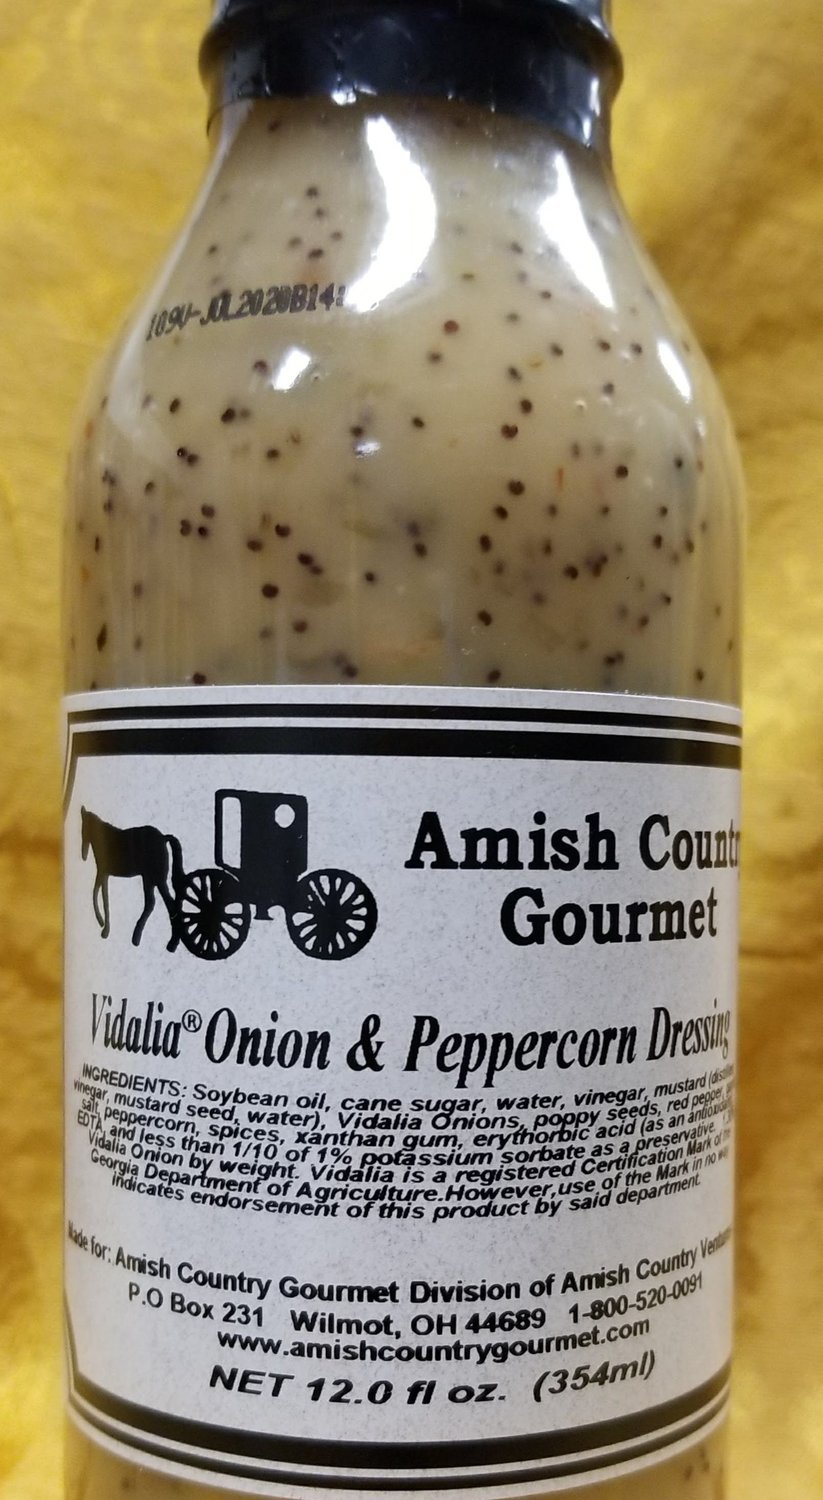 Amish Count
Gourmet
Vidalia® Onion & Peppercorn Dressing
INGREDIENTS: Soybean oil, cane sugar, water, vinegar, mustard
vinegar, mustard seed, water), Vidalia Onions, poppy seeds, red pepper,
salt, peppercorn, spices, xanthan gum, erythorbic acid (as an
EDTA, and less than 1/10 of 1% potassium sorbate as a preservative.
Vidalia Onion by weight. Vidalia is a registered Certification Mark of
Georgia Department of Agriculture.However,use of the Mark in no way
indicates endorsement of this product by said department.
Made for: Amish Country Gourmet Division of Amish Country
P.O Box 231 Wilmot, OH 44689 1-800-520-0091
www.amishcountrygourmet.com
NET 12.0 fl oz. (354ml)